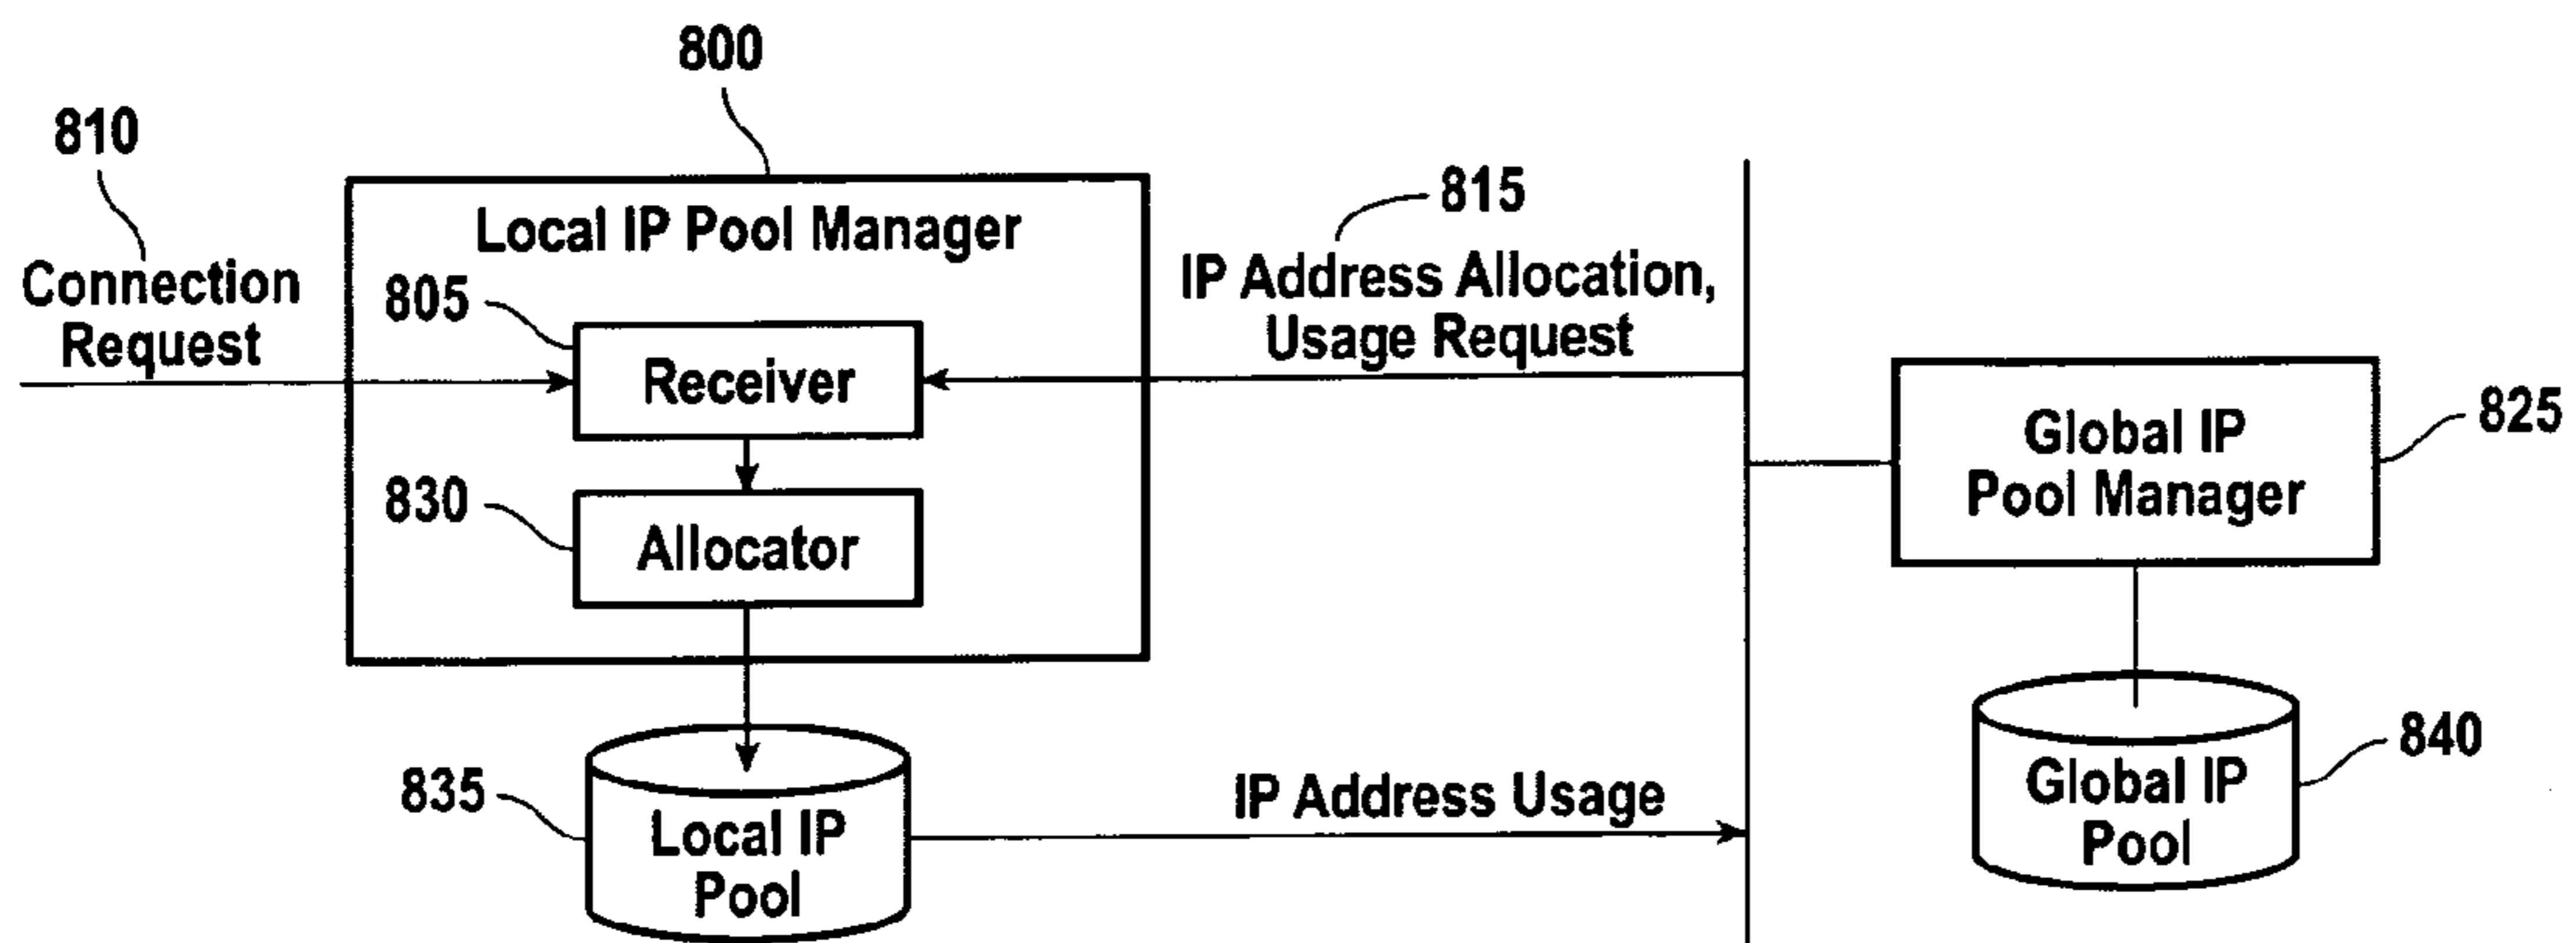 800
810
815
Local IP Pool Manager
Connection
Request
IP Address Allocation,
Usage Request
805
Receiver
Global IP
Pool Manager
825
830
Allocator
835
Local IP
Pool
IP Address Usage
Global IP
Pool
840